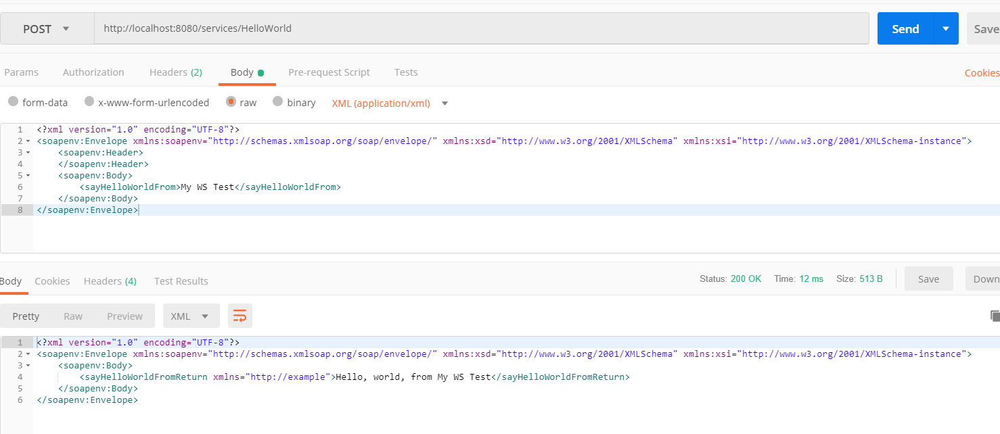 POST http://localhost:8080/services/HelloWorld Send Save
Params Authorization Headers (2) Body Pre-request Script Tests Cookies
form-data x-www-form-urlencoded raw binary XML (application/xml)
1 <?xml version="1.0" encoding="UTF-8"?>
2 <soapenv:Envelope xmlns:soapenv="http://schemas.xmlsoap.org/soap/envelope/" xmlns:xsd="http://www.w3.org/2001/XMLSchema" xmlns:xsi="http://www.w3.org/2001/XMLSchema-instance">
3 <soapenv:Header>
4 </soapenv:Header>
5 <soapenv:Body>
6 <sayHelloWorldFrom>My WS Test</sayHelloWorldFrom>
7 </soapenv:Body>
8 </soapenv:Envelope>
Body Cookies Headers (4) Test Results Status: 200 OK Time: 12 ms Size: 513 B Save Down
Pretty Raw Preview XML
1 <?xml version="1.0" encoding="UTF-8"?>
2 <soapenv:Envelope xmlns:soapenv="http://schemas.xmlsoap.org/soap/envelope/" xmlns:xsd="http://www.w3.org/2001/XMLSchema" xmlns:xsi="http://www.w3.org/2001/XMLSchema-instance">
3 <soapenv:Body>
4 <sayHelloWorldFromReturn xmlns="http://example">Hello, world, from My WS Test</sayHelloWorldFromReturn>
5 </soapenv:Body>
6 </soapenv:Envelope>